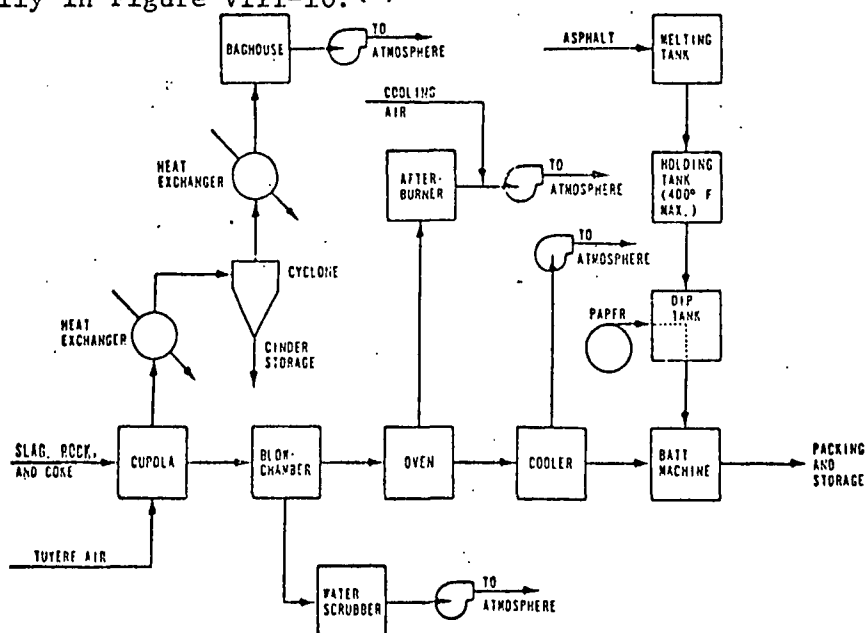 ly in Figure VIII-10.
BAGHOUSE
TO
ATMOSPHERE
ASPHALT
MELTING
TANK
COOLING
AIR
HEAT
EXCHANGER
AFTER-
BURNER
TO
ATMOSPHERE
HOLDING
TANK
(400° F
MAX.)
TO
ATMOSPHERE
CYCLONE
HEAT
EXCHANGER
CINDER
STORAGE
PAPER
DIP
TANK
SLAG, ROCK,
AND COKE
CUPOLA
BLOW-
CHAMBER
OVEN
COOLER
BATT
MACHINE
PACKING
AND
STORAGE
TUYERE AIR
WATER
SCRUBBER
TO
ATMOSPHERE